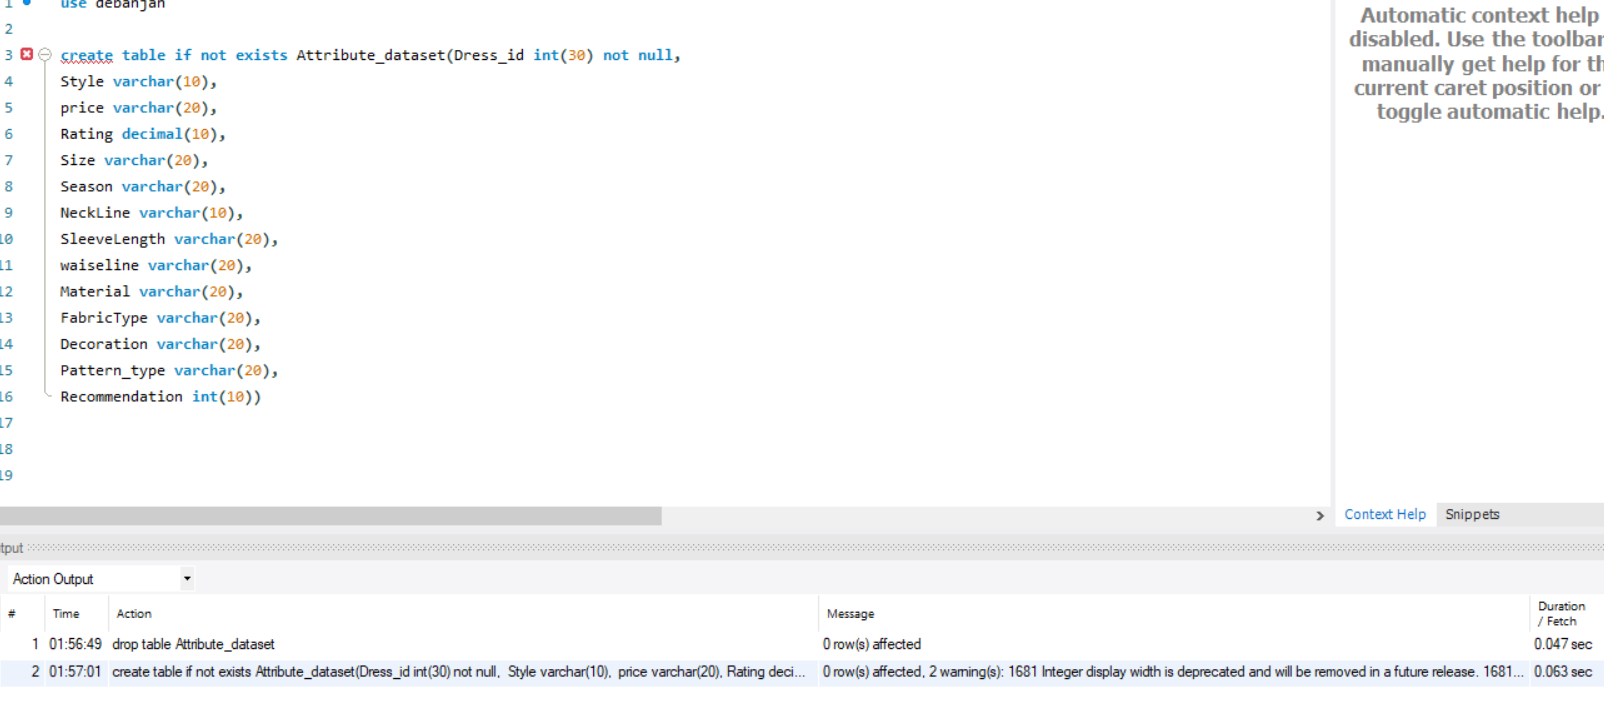 1 use debanjan
2
3 create table if not exists Attribute_dataset(Dress_id int(30) not null,
4 Style varchar(10),
5 price varchar(20),
6 Rating decimal(10),
7 Size varchar(20),
8 Season varchar(20),
9 NeckLine varchar(10),
10 SleeveLength varchar(20),
11 waiseline varchar(20),
12 Material varchar(20),
13 FabricType varchar(20),
14 Decoration varchar(20),
15 Pattern_type varchar(20),
16 Recommendation int(10))
17
18
19
Automatic context help
disabled. Use the toolbar
manually get help for th
current caret position or
toggle automatic help.
Context Help Snippets
tput
Action Output
# Time Action Message Duration / Fetch
1 01:56:49 drop table Attribute_dataset 0 row(s) affected 0.047 sec
2 01:57:01 create table if not exists Attribute_dataset(Dress_id int(30) not null, Style varchar(10), price varchar(20), Rating deci... 0 row(s) affected, 2 warning(s): 1681 Integer display width is deprecated and will be removed in a future release. 1681... 0.063 sec